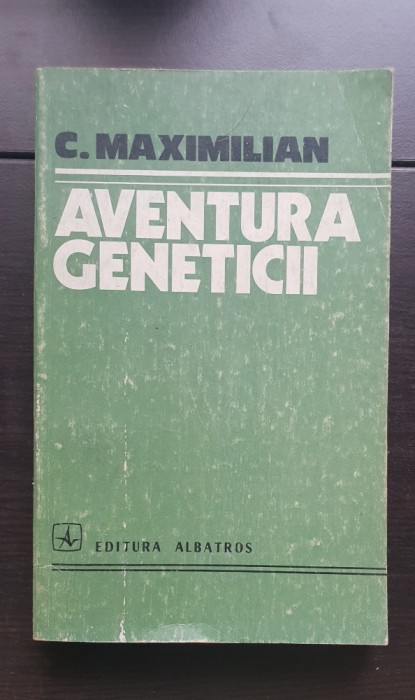 C. MAXIMILIAN
AVENTURA
GENETICII
EDITURA ALBATROS